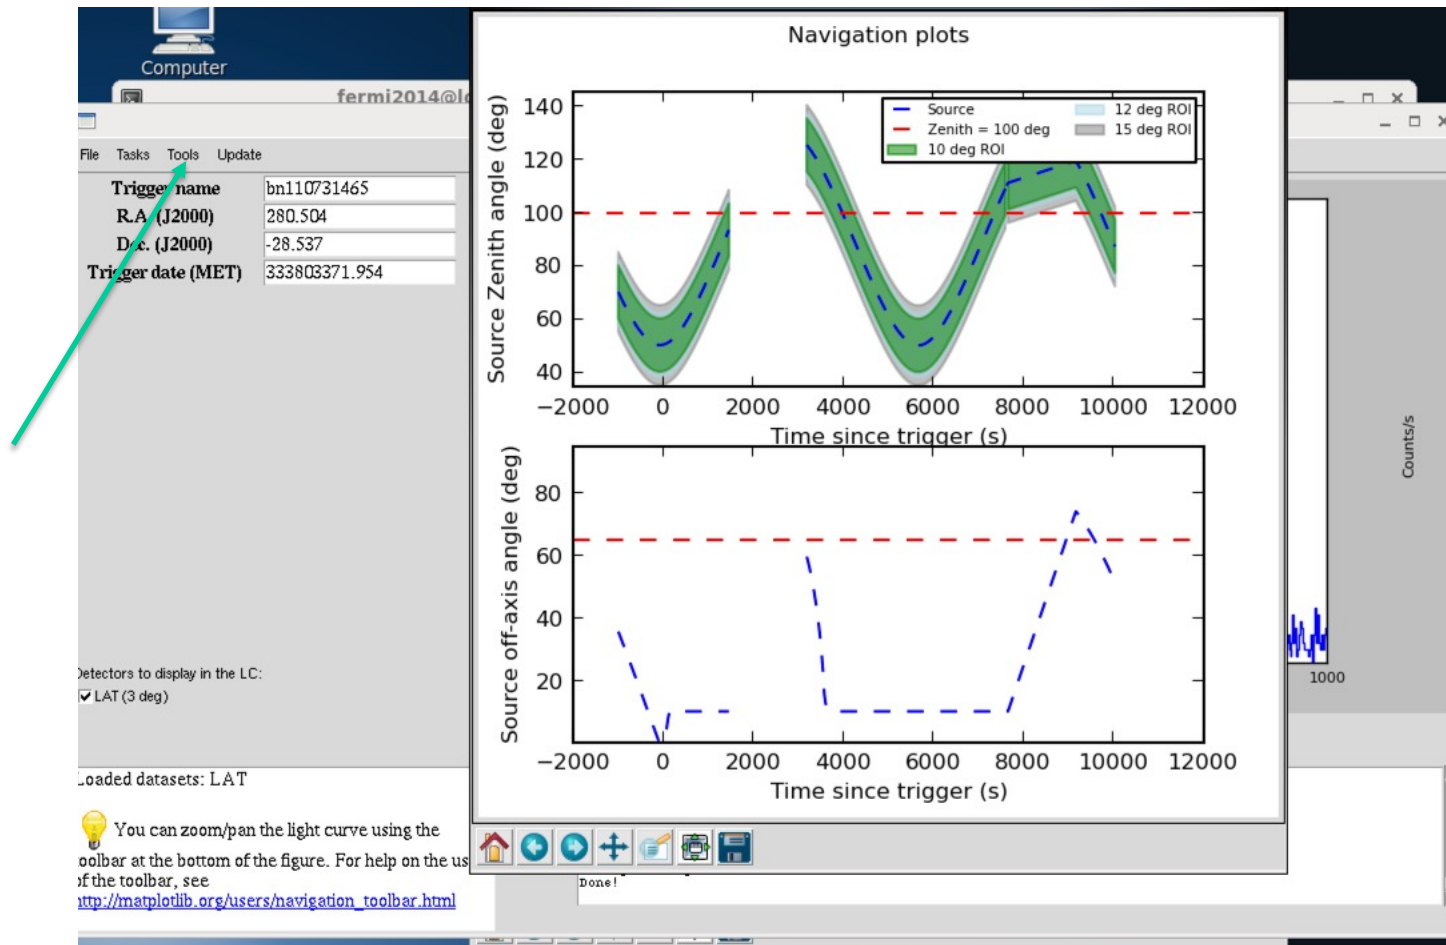 Computer
fermi2014@lo
File Tasks Tools Update
Trigger name bn110731465
R.A. (J2000) 280.504
Dec. (J2000) -28.537
Trigger date (MET) 333803371.954
Detectors to display in the LC:
LAT (3 deg)
Loaded datasets: LAT
You can zoom/pan the light curve using the
toolbar at the bottom of the figure. For help on the us
of the toolbar, see
http://matplotlib.org/users/navigation_toolbar.html
Navigation plots
Source Zenith angle (deg)
140
120
100
80
60
40
Source
Zenith = 100 deg
10 deg ROI
12 deg ROI
15 deg ROI
−2000 0 2000 4000 6000 8000 10000 12000
Time since trigger (s)
Source off-axis angle (deg)
80
60
40
20
−2000 0 2000 4000 6000 8000 10000 12000
Time since trigger (s)
Counts/s
1000
Done!